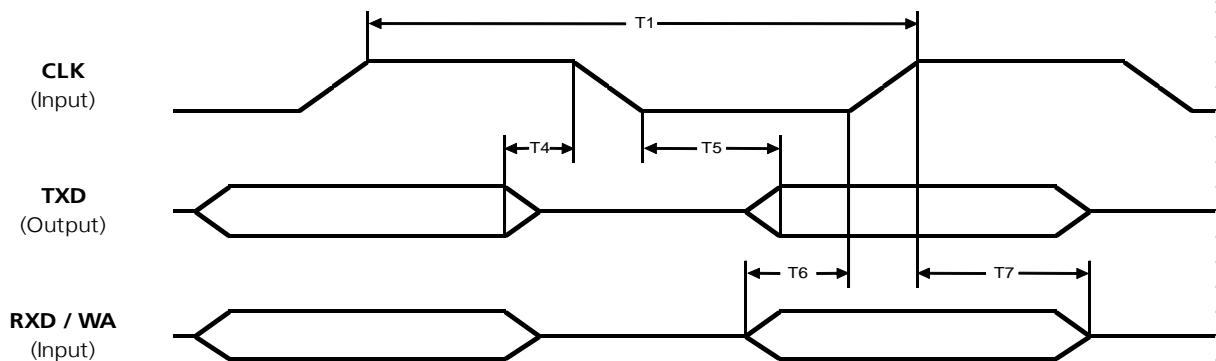 T1
CLK
(Input)
T4
T5
TXD
(Output)
T6
T7
RXD / WA
(Input)